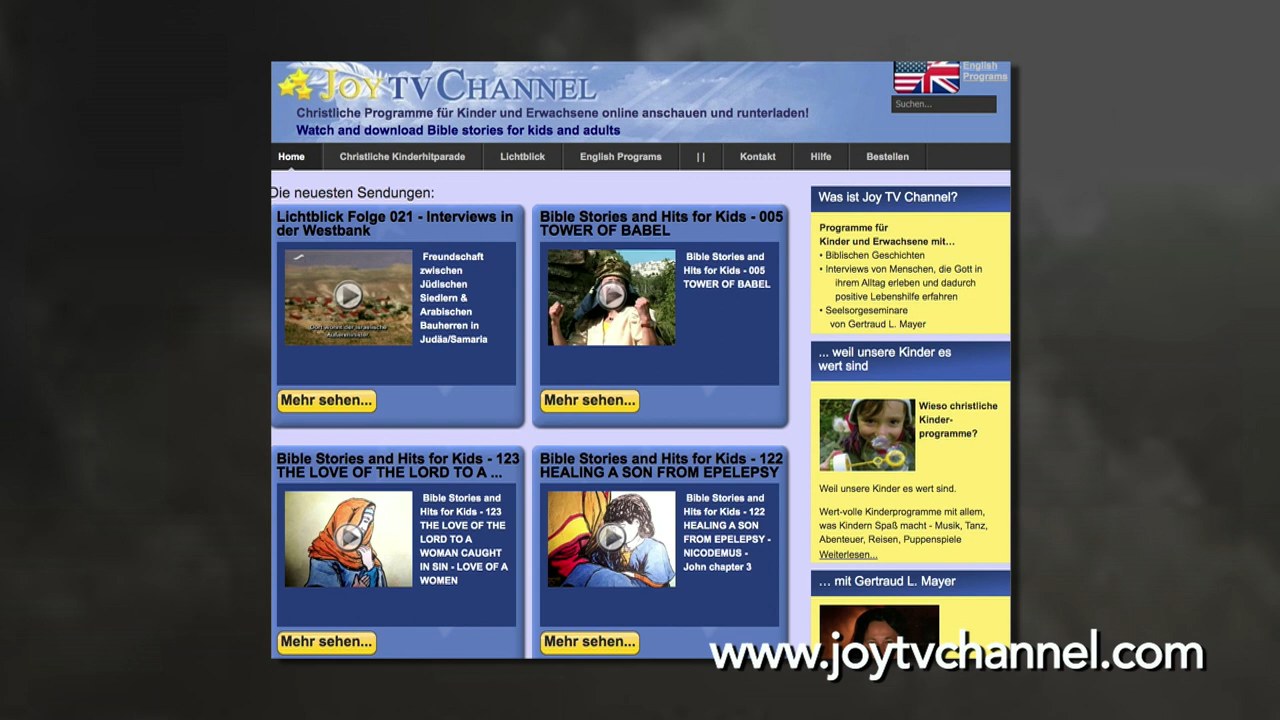 JOY TV CHANNEL
English
Programs
Suchen...
Christliche Programme für Kinder und Erwachsene online anschauen und runterladen!
Watch and download Bible stories for kids and adults
Home Christliche Kinderhitparade Lichtblick English Programs | | Kontakt Hilfe Bestellen
Die neuesten Sendungen:
Lichtblick Folge 021 - Interviews in
der Westbank
Freundschaft
zwischen
Jüdischen
Siedlern &
Arabischen
Bauherren in
Judäa/Samaria
Gott wohnt der israelische
Außenminister
Mehr sehen...
Bible Stories and Hits for Kids - 005
TOWER OF BABEL
Bible Stories and
Hits for Kids - 005
TOWER OF BABEL
Mehr sehen...
Bible Stories and Hits for Kids - 123
THE LOVE OF THE LORD TO A ...
Bible Stories and
Hits for Kids - 123
THE LOVE OF THE
LORD TO A
WOMAN CAUGHT
IN SIN - LOVE OF A
WOMEN
Mehr sehen...
Bible Stories and Hits for Kids - 122
HEALING A SON FROM EPELEPSY
Bible Stories and
Hits for Kids - 122
HEALING A SON
FROM EPELEPSY -
NICODEMUS -
John chapter 3
Mehr sehen...
Was ist Joy TV Channel?
Programme für
Kinder und Erwachsene mit...
• Biblischen Geschichten
• Interviews von Menschen, die Gott in
ihrem Alltag erleben und dadurch
positive Lebenshilfe erfahren
• Seelsorgeseminare
von Gertraud L. Mayer
... weil unsere Kinder es
wert sind
Wieso christliche
Kinder-
programme?
Weil unsere Kinder es wert sind.
Wert-volle Kinderprogramme mit allem,
was Kindern Spaß macht - Musik, Tanz,
Abenteuer, Reisen, Puppenspiele
Weiterlesen...
... mit Gertraud L. Mayer
www.joytvchannel.com